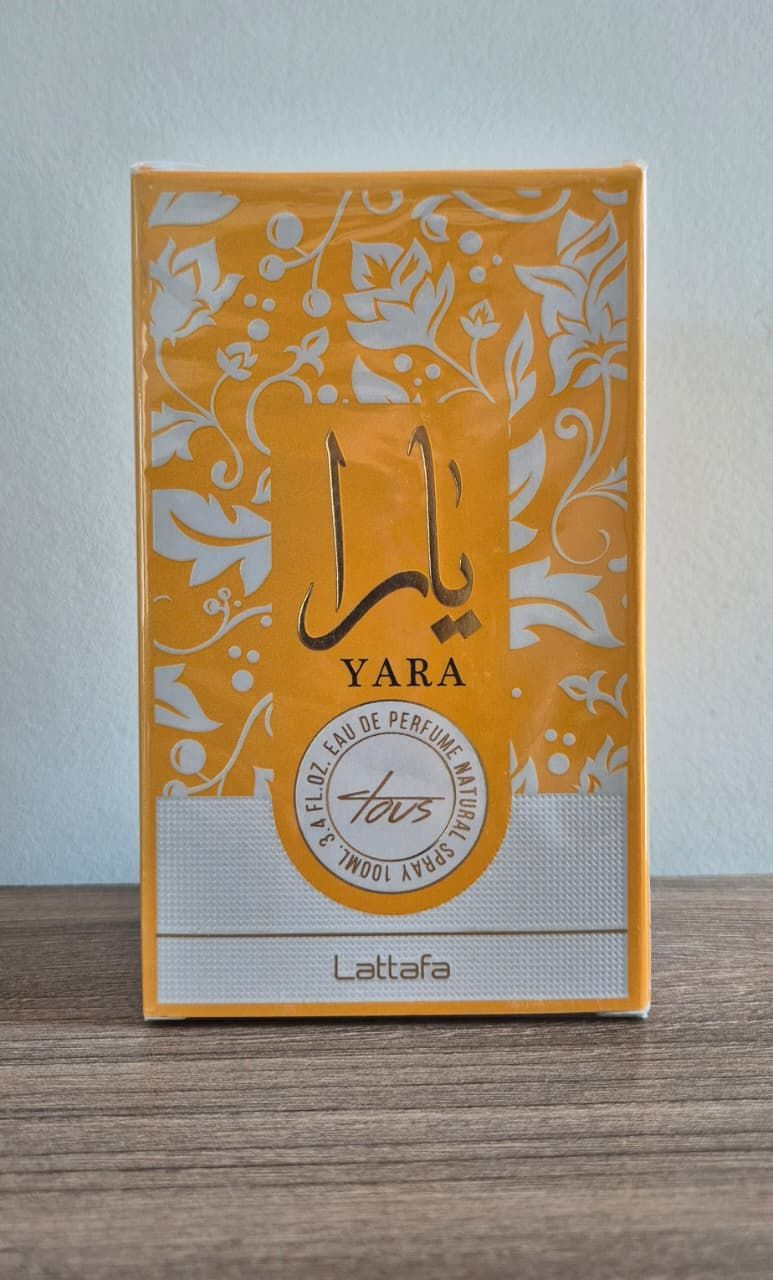 يارا
YARA
3.4 FL.OZ. EAU DE PERFUME NATURAL SPRAY 100ML.
Tous
Lattafa